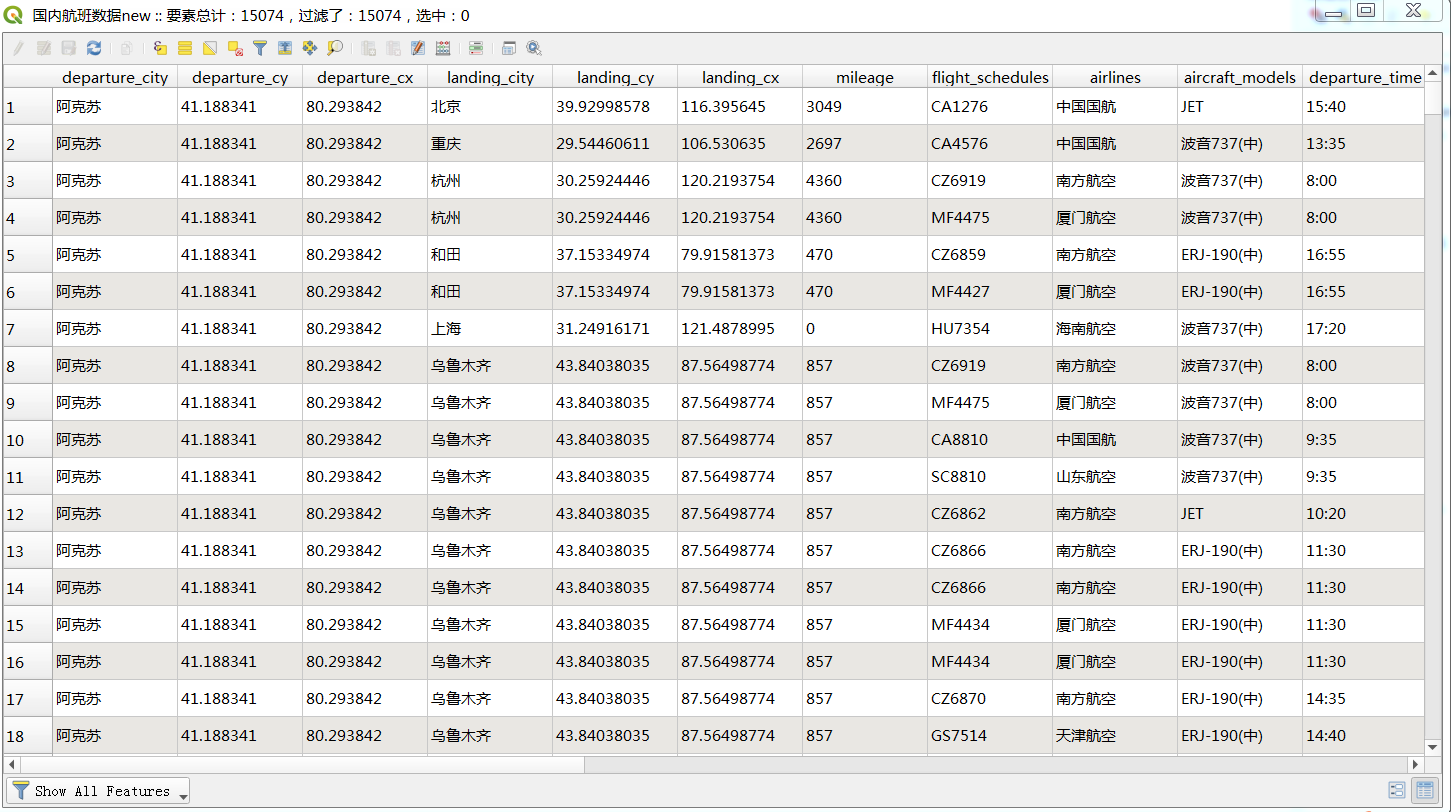 国内航班数据new :: 要素总计：15074，过滤了：15074，选中：0
departure_city departure_cy departure_cx landing_city landing_cy landing_cx mileage flight_schedules airlines aircraft_models departure_time
1 阿克苏 41.188341 80.293842 北京 39.92998578 116.395645 3049 CA1276 中国国航 JET 15:40
2 阿克苏 41.188341 80.293842 重庆 29.54460611 106.530635 2697 CA4576 中国国航 波音737(中) 13:35
3 阿克苏 41.188341 80.293842 杭州 30.25924446 120.2193754 4360 CZ6919 南方航空 波音737(中) 8:00
4 阿克苏 41.188341 80.293842 杭州 30.25924446 120.2193754 4360 MF4475 厦门航空 波音737(中) 8:00
5 阿克苏 41.188341 80.293842 和田 37.15334974 79.91581373 470 CZ6859 南方航空 ERJ-190(中) 16:55
6 阿克苏 41.188341 80.293842 和田 37.15334974 79.91581373 470 MF4427 厦门航空 ERJ-190(中) 16:55
7 阿克苏 41.188341 80.293842 上海 31.24916171 121.4878995 0 HU7354 海南航空 波音737(中) 17:20
8 阿克苏 41.188341 80.293842 乌鲁木齐 43.84038035 87.56498774 857 CZ6919 南方航空 波音737(中) 8:00
9 阿克苏 41.188341 80.293842 乌鲁木齐 43.84038035 87.56498774 857 MF4475 厦门航空 波音737(中) 8:00
10 阿克苏 41.188341 80.293842 乌鲁木齐 43.84038035 87.56498774 857 CA8810 中国国航 波音737(中) 9:35
11 阿克苏 41.188341 80.293842 乌鲁木齐 43.84038035 87.56498774 857 SC8810 山东航空 波音737(中) 9:35
12 阿克苏 41.188341 80.293842 乌鲁木齐 43.84038035 87.56498774 857 CZ6862 南方航空 JET 10:20
13 阿克苏 41.188341 80.293842 乌鲁木齐 43.84038035 87.56498774 857 CZ6866 南方航空 ERJ-190(中) 11:30
14 阿克苏 41.188341 80.293842 乌鲁木齐 43.84038035 87.56498774 857 CZ6866 南方航空 ERJ-190(中) 11:30
15 阿克苏 41.188341 80.293842 乌鲁木齐 43.84038035 87.56498774 857 MF4434 厦门航空 ERJ-190(中) 11:30
16 阿克苏 41.188341 80.293842 乌鲁木齐 43.84038035 87.56498774 857 MF4434 厦门航空 ERJ-190(中) 11:30
17 阿克苏 41.188341 80.293842 乌鲁木齐 43.84038035 87.56498774 857 CZ6870 南方航空 ERJ-190(中) 14:35
18 阿克苏 41.188341 80.293842 乌鲁木齐 43.84038035 87.56498774 857 GS7514 天津航空 ERJ-190(中) 14:40
Show All Features